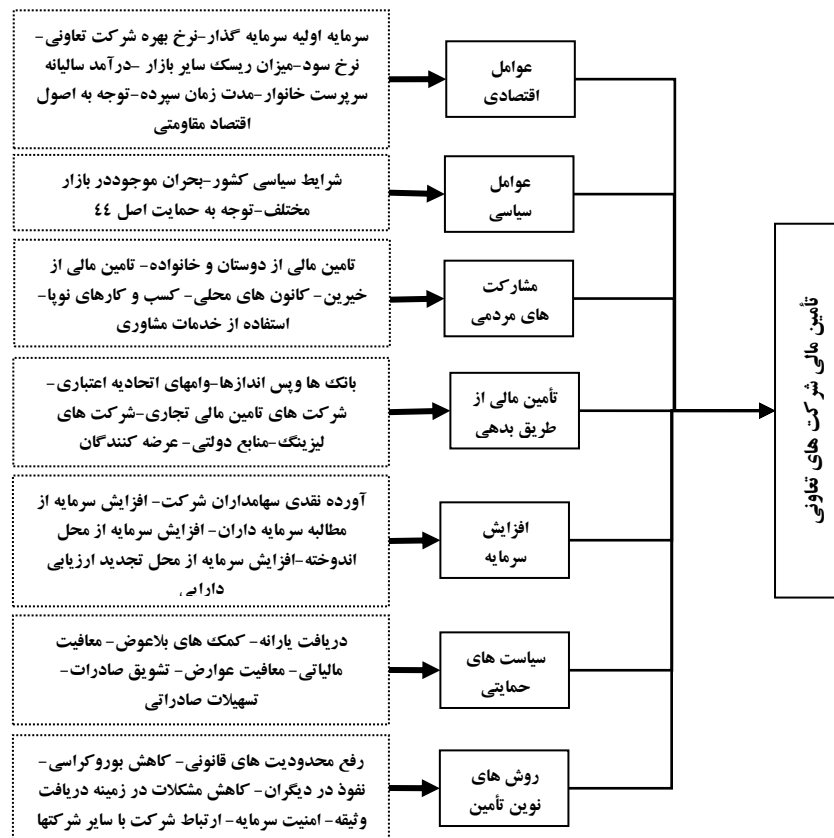 سرمایه اولیه سرمایه گذار-نرخ بهره شرکت تعاونی-
نرخ سود-میزان ریسک سایر بازار -درآمد سالیانه
سرپرست خانوار-مدت زمان سپرده-توجه به اصول
اقتصاد مقاومتی
عوامل
اقتصادی
شرایط سیاسی کشور-بحران موجوددر بازار
مختلف-توجه به حمایت اصل ٤٤
عوامل
سیاسی
تامین مالی از دوستان و خانواده- تامین مالی از
خیرین- کانون های محلی- کسب و کارهای نوپا-
استفاده از خدمات مشاوری
مشارکت
های مردمی
بانک ها وپس اندازها-وامهای اتحادیه اعتباری-
شرکت های تامین مالی تجاری-شرکت های
لیزینگ-منابع دولتی- عرضه کنندگان
تأمین مالی از
طریق بدهی
آورده نقدی سهامداران شرکت- افزایش سرمایه از
مطالبه سرمایه داران- افزایش سرمایه از محل
اندوخته-افزایش سرمایه از محل تجدید ارزیابی
دارایی
افزایش
سرمایه
دریافت یارانه- کمک های بلاعوض- معافیت
مالیاتی- معافیت عوارض- تشویق صادرات-
تسهیلات صادراتی
سیاست های
حمایتی
رفع محدودیت های قانونی- کاهش بوروکراسی-
نفوذ در دیگران- کاهش مشکلات در زمینه دریافت
وثیقه- امنیت سرمایه- ارتباط شرکت با سایر شرکتها
روش های
نوین تأمین
تأمین مالی شرکت های تعاونی